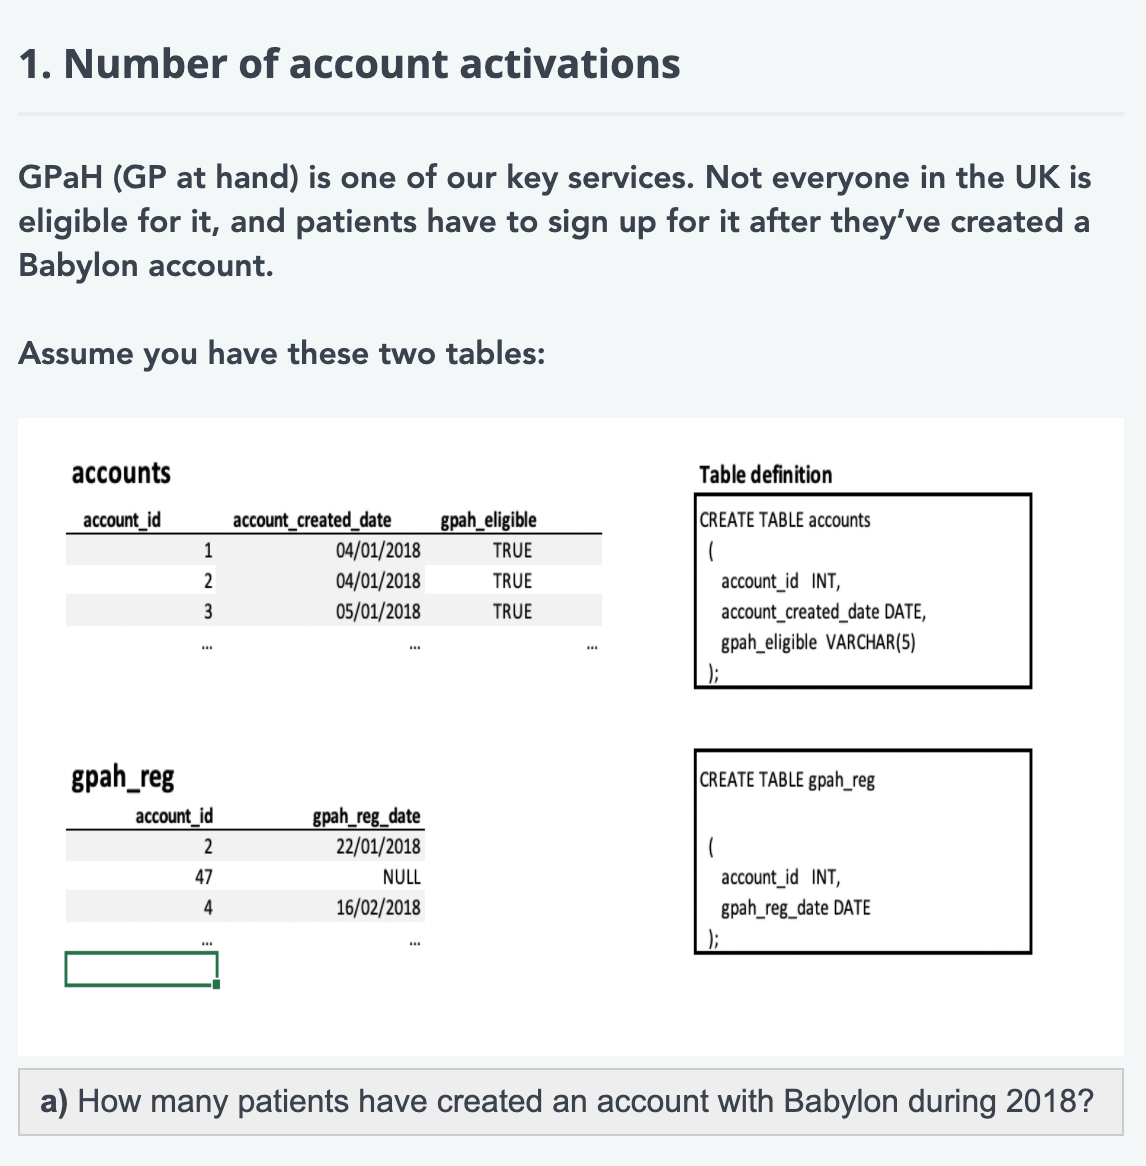 1. Number of account activations
GPaH (GP at hand) is one of our key services. Not everyone in the UK is
eligible for it, and patients have to sign up for it after they’ve created a
Babylon account.
Assume you have these two tables:
accounts
account_id account_created_date gpah_eligible
1 04/01/2018 TRUE
2 04/01/2018 TRUE
3 05/01/2018 TRUE
... ... ...
Table definition
CREATE TABLE accounts
(
account_id INT,
account_created_date DATE,
gpah_eligible VARCHAR(5)
);
gpah_reg
account_id gpah_reg_date
2 22/01/2018
47 NULL
4 16/02/2018
... ...
CREATE TABLE gpah_reg
(
account_id INT,
gpah_reg_date DATE
);
a) How many patients have created an account with Babylon during 2018?